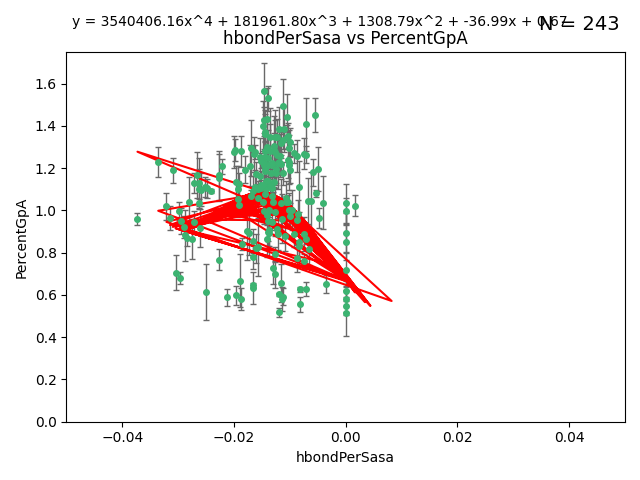 y = 3540406.16x^4 + 181961.80x^3 + 1308.79x^2 + -36.99x + 0.67
N = 243
hbondPerSasa vs PercentGpA
PercentGpA
1.6
1.4
1.2
1.0
0.8
0.6
0.4
0.2
0.0
−0.04 −0.02 0.00 0.02 0.04
hbondPerSasa